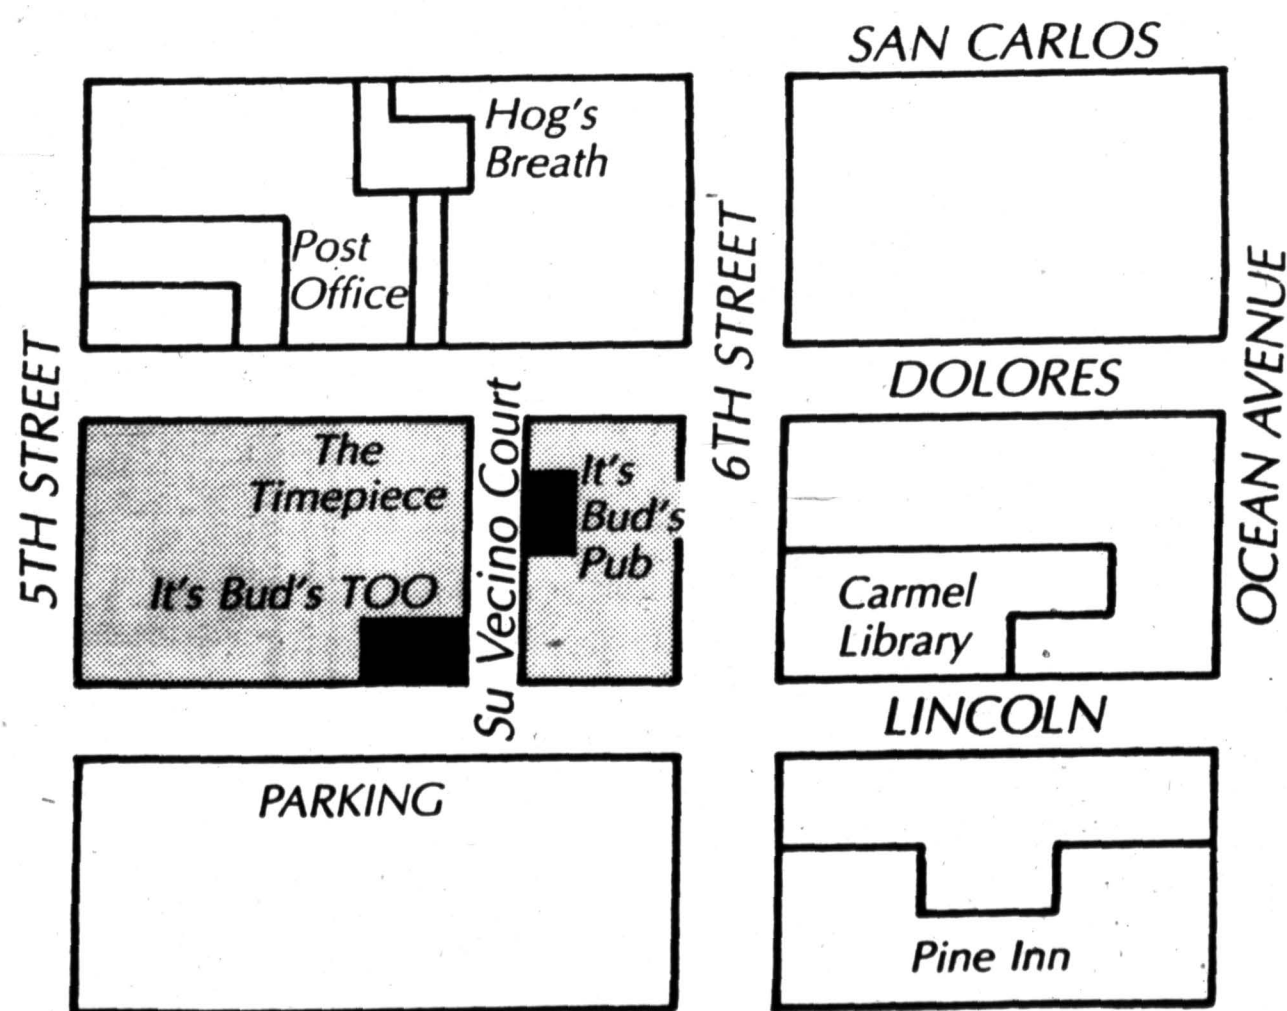 SAN CARLOS
Hog's
Breath
Post
Office
6TH STREET
OCEAN AVENUE
5TH STREET
DOLORES
The
Timepiece
It's Bud's TOO
Su Vecino Court
It's
Bud's
Pub
Carmel
Library
LINCOLN
PARKING
Pine Inn